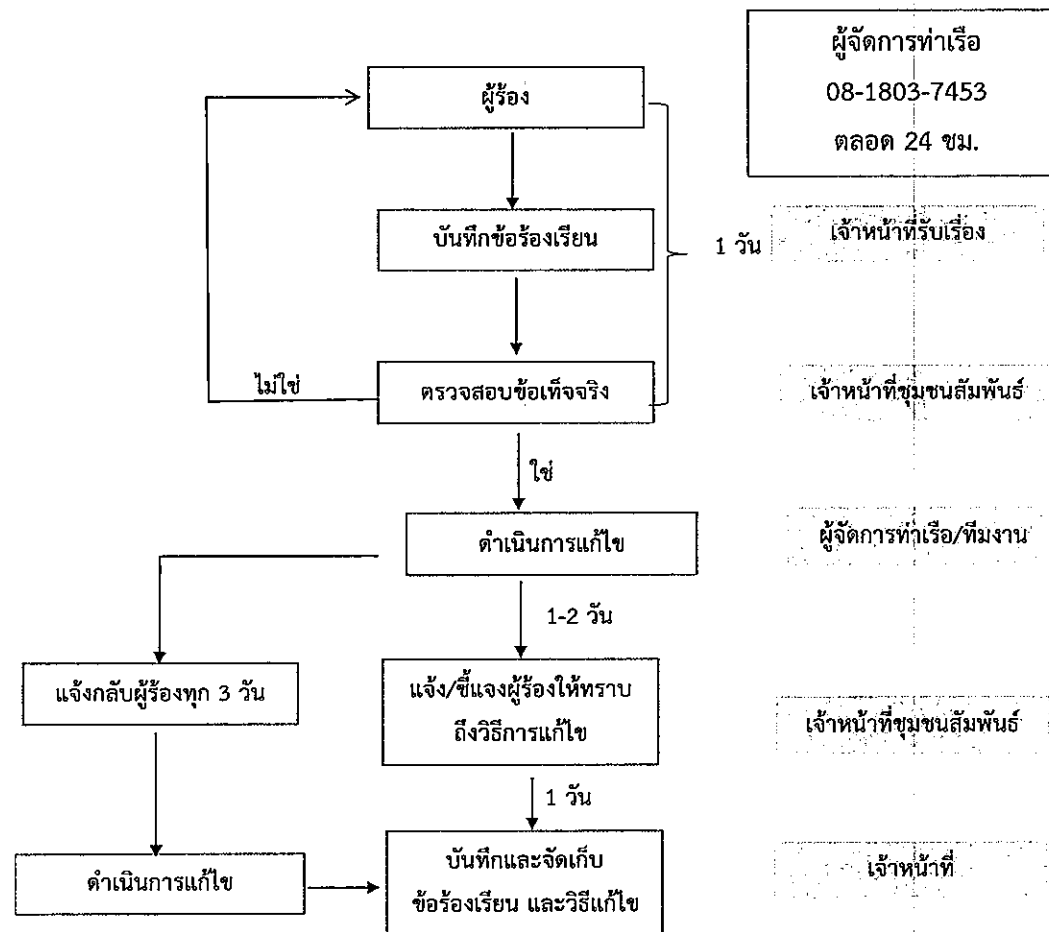 ผู้จัดการท่าเรือ
08-1803-7453
ตลอด 24 ชม.
ผู้ร้อง
บันทึกข้อร้องเรียน
1 วัน
เจ้าหน้าที่รับเรื่อง
ไม่ใช่
ตรวจสอบข้อเท็จจริง
เจ้าหน้าที่ชุมชนสัมพันธ์
ใช่
ดำเนินการแก้ไข
ผู้จัดการท่าเรือ/ทีมงาน
1-2 วัน
แจ้งกลับผู้ร้องทุก 3 วัน
แจ้ง/ชี้แจงผู้ร้องให้ทราบ
ถึงวิธีการแก้ไข
เจ้าหน้าที่ชุมชนสัมพันธ์
1 วัน
ดำเนินการแก้ไข
บันทึกและจัดเก็บ
ข้อร้องเรียน และวิธีแก้ไข
เจ้าหน้าที่